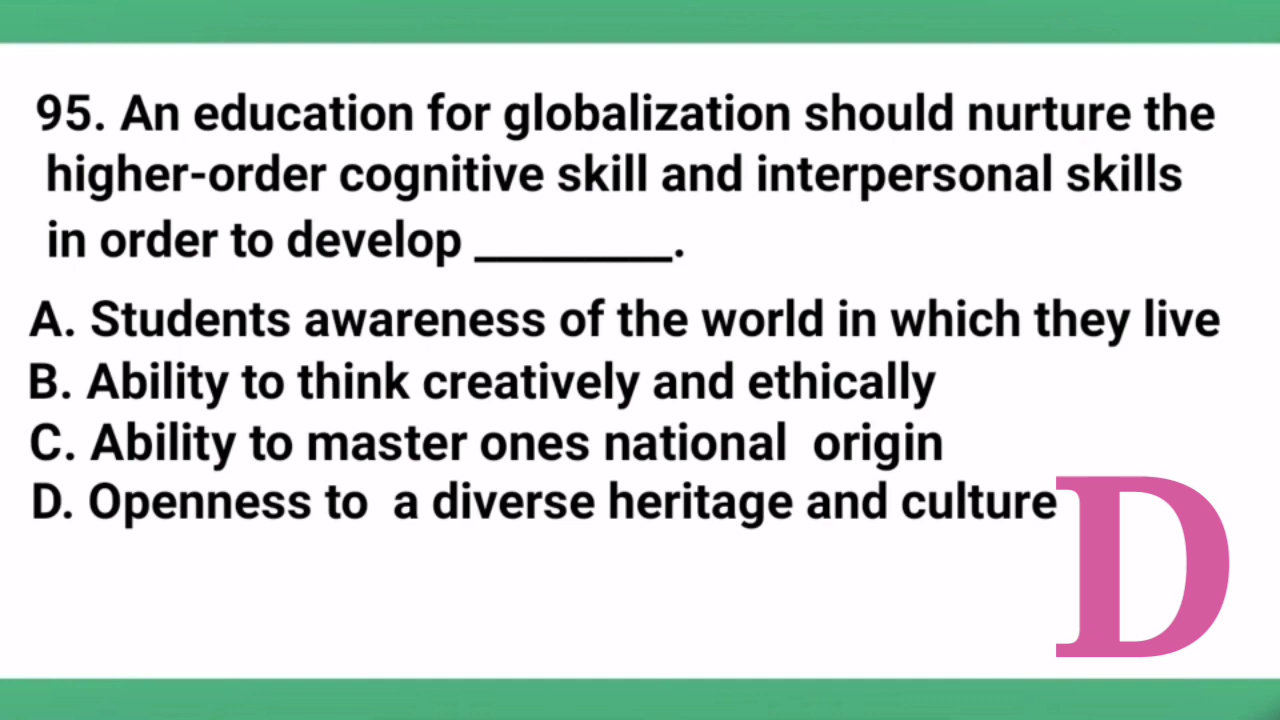 95. An education for globalization should nurture the
higher-order cognitive skill and interpersonal skills
in order to develop ________.
A. Students awareness of the world in which they live
B. Ability to think creatively and ethically
C. Ability to master ones national origin
D. Openness to a diverse heritage and culture
D